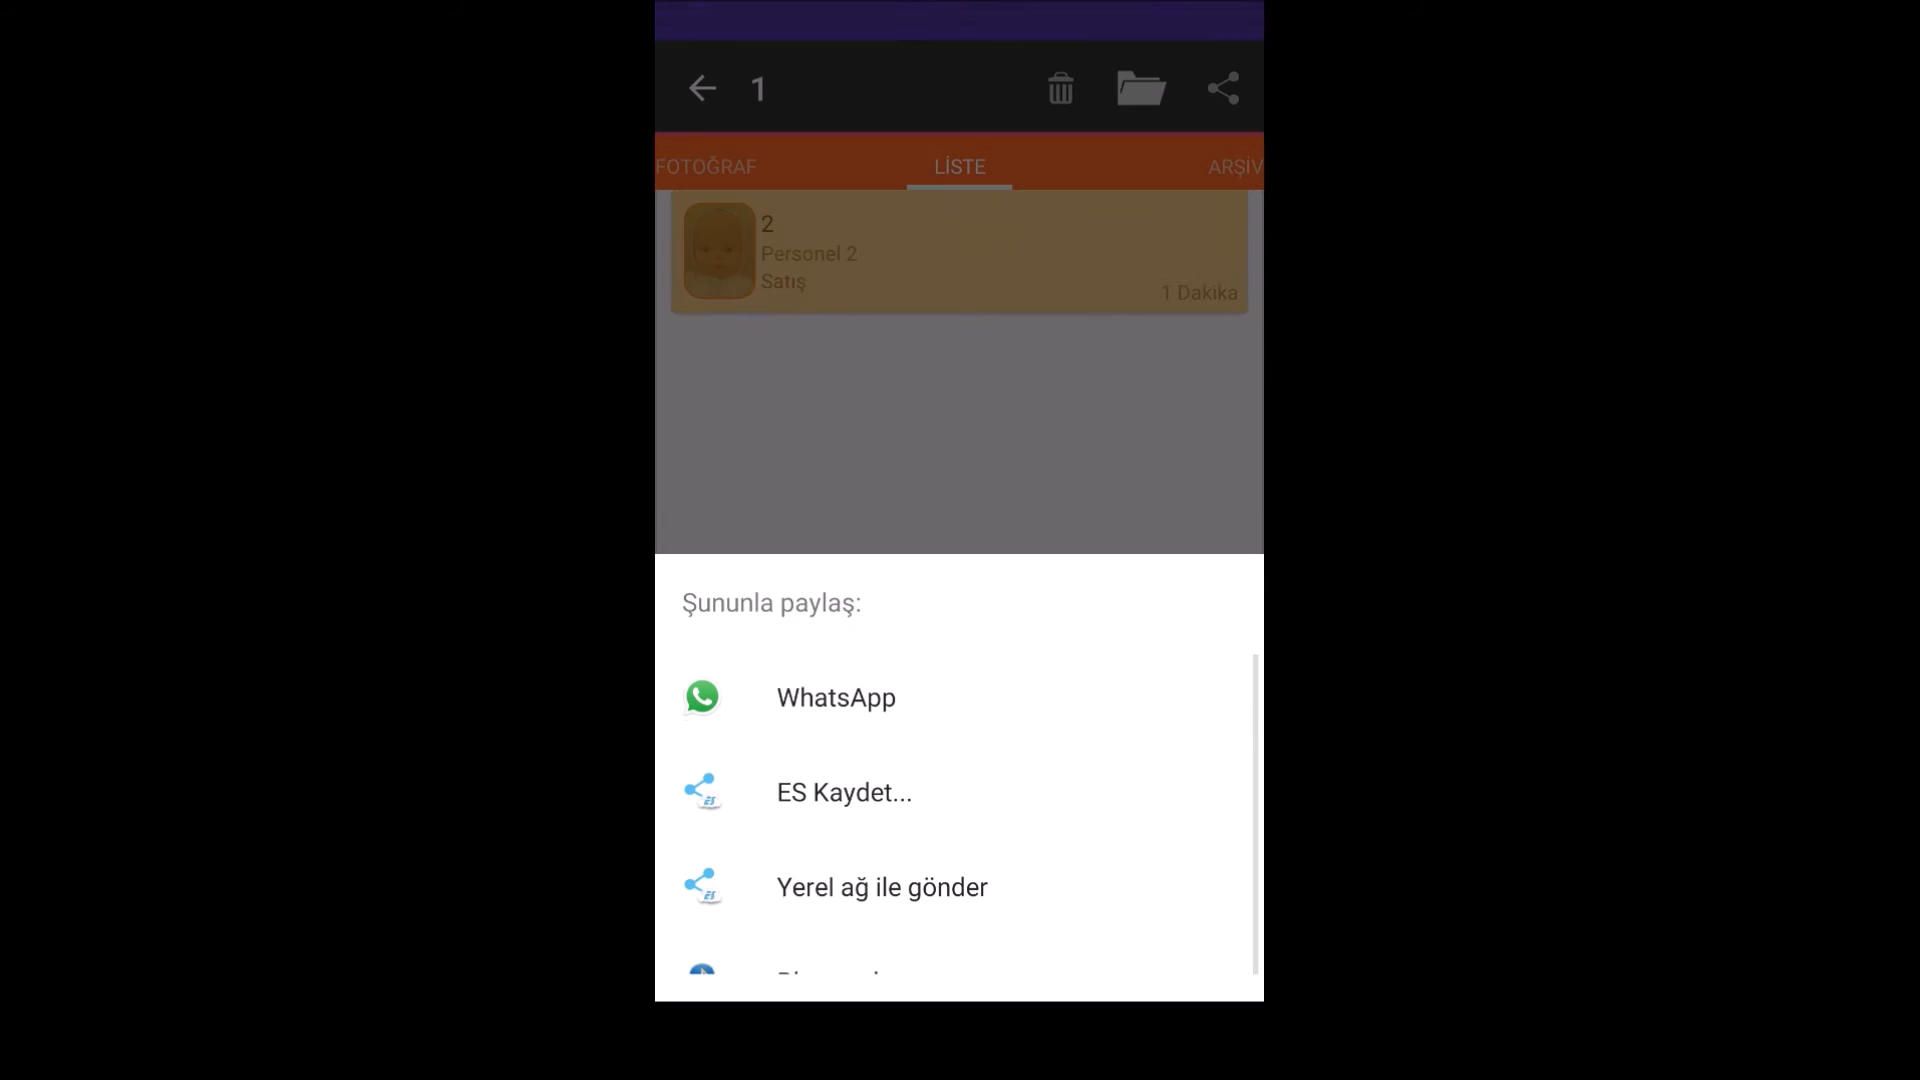 1
FOTOĞRAF LİSTE ARŞİV
2
Personel 2
Satış
1 Dakika
Şununla paylaş:
WhatsApp
ES Kaydet...
Yerel ağ ile gönder